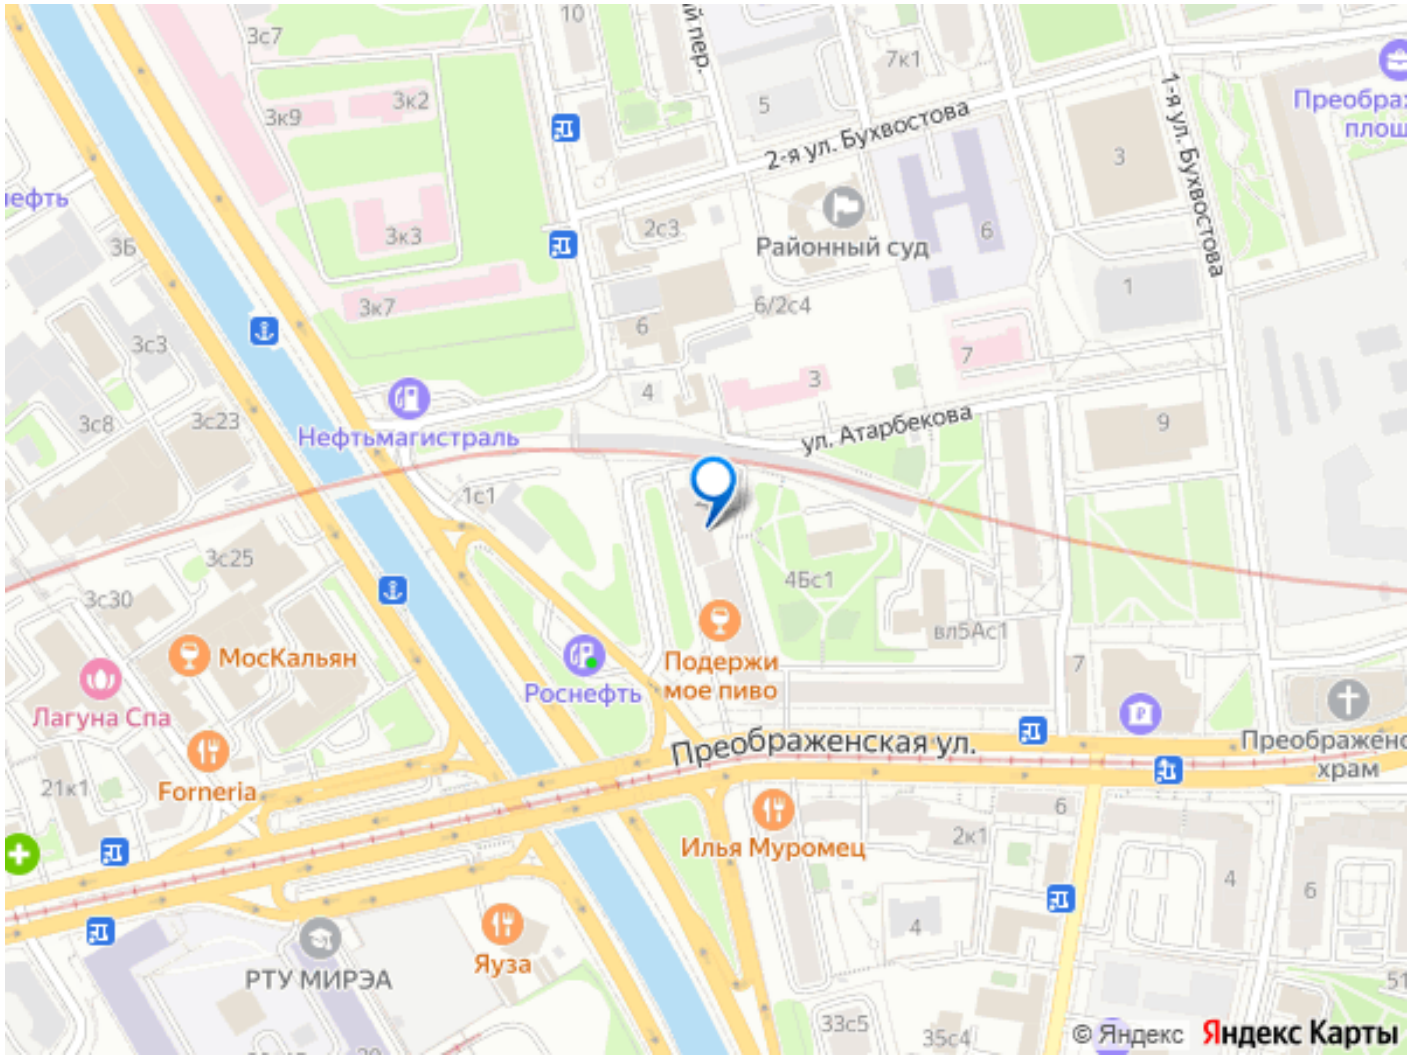 3с7
10
й пер.
7к1
1-я ул. Бухвостова
Преобра
площ
3к2
3к9
5
2-я ул. Бухвостова
3
нефть
3Б
3к3
2с3
Районный суд
6
3к7
6/2с4
1
6
3с3
7
3
4
3с8
3с23
Нефтьмагистраль
ул. Атарбекова
9
1с1
3с25
4Бс1
3с30
вл5Ас1
МосКальян
Подержи
мое пиво
7
Роснефть
Лагуна Спа
Преображенская ул.
Преображенс
храм
21к1
Forneria
6
2к1
Илья Муромец
4
6
4
РТУ МИРЭА
Яуза
51
33с5
35с4
© Яндекс Яндекс Карты